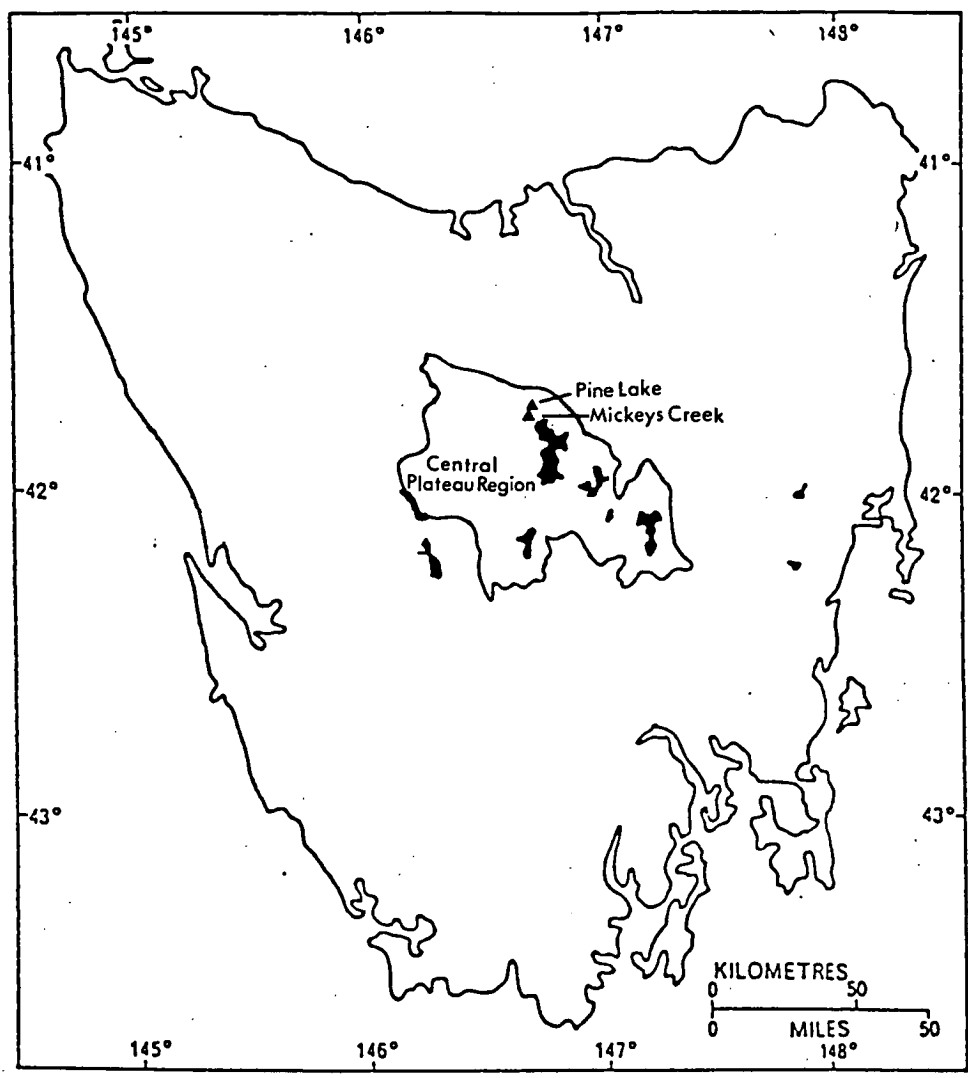 145° 146° 147° 148°
41° 41°
Pine Lake
Mickeys Creek
Central
Plateau Region
42° 42°
43° 43°
KILOMETRES
0 50
0 MILES 50
145° 146° 147° 148°